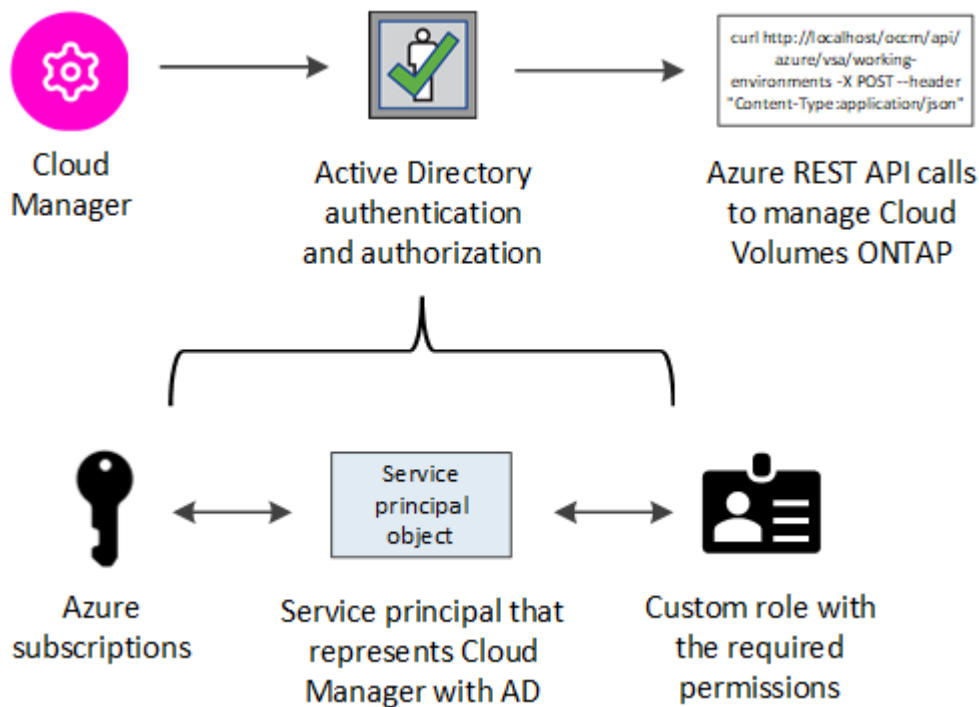 curl http://localhost/occm/api/
azure/vsa/working-
environments -X POST --header
"Content-Type:application/json"
Cloud
Manager
Active Directory
authentication
and authorization
Azure REST API calls
to manage Cloud
Volumes ONTAP
Service
principal
object
Azure
subscriptions
Service principal that
represents Cloud
Manager with AD
Custom role with
the required
permissions